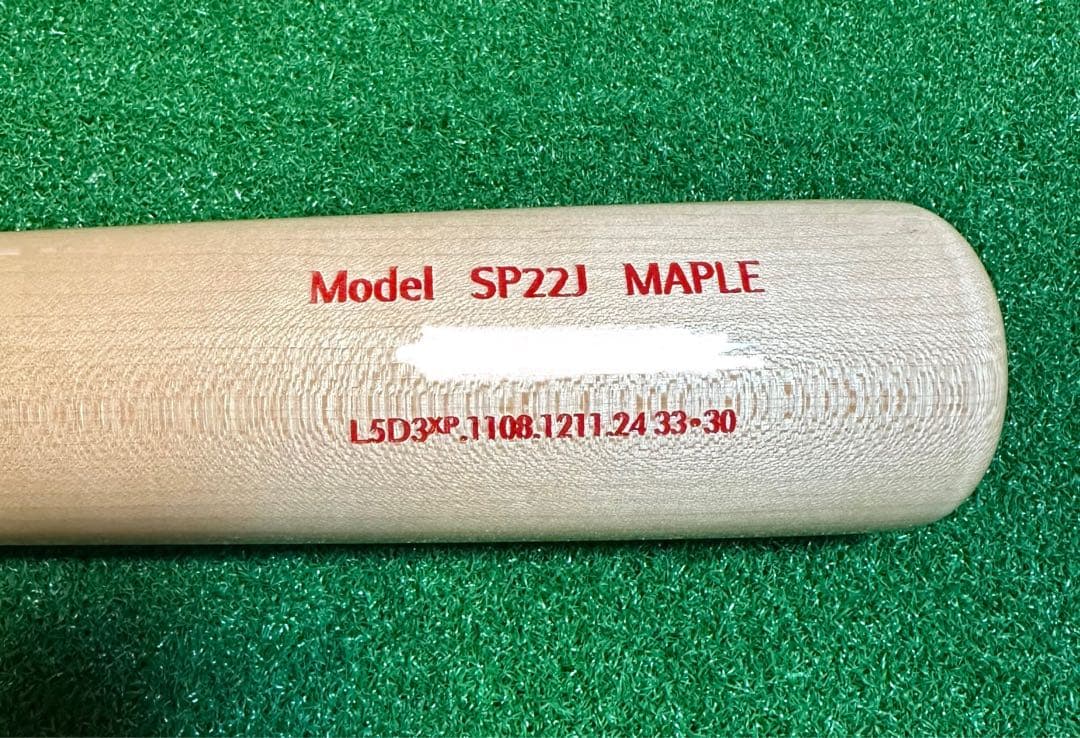 Model SP22J MAPLE
L5D3XP.1108.1211.24 33•30